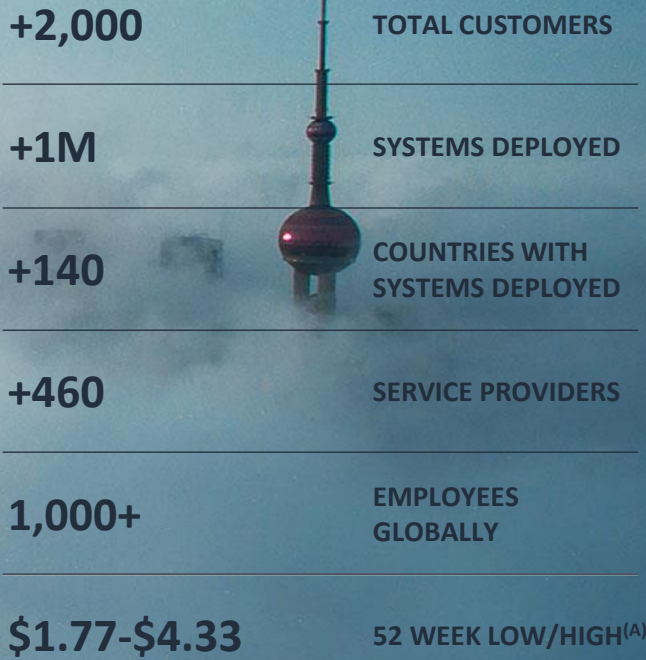 +2,000 TOTAL CUSTOMERS
+1M SYSTEMS DEPLOYED
+140 COUNTRIES WITH
SYSTEMS DEPLOYED
+460 SERVICE PROVIDERS
1,000+ EMPLOYEES
GLOBALLY
$1.77-$4.33 52 WEEK LOW/HIGH(A)